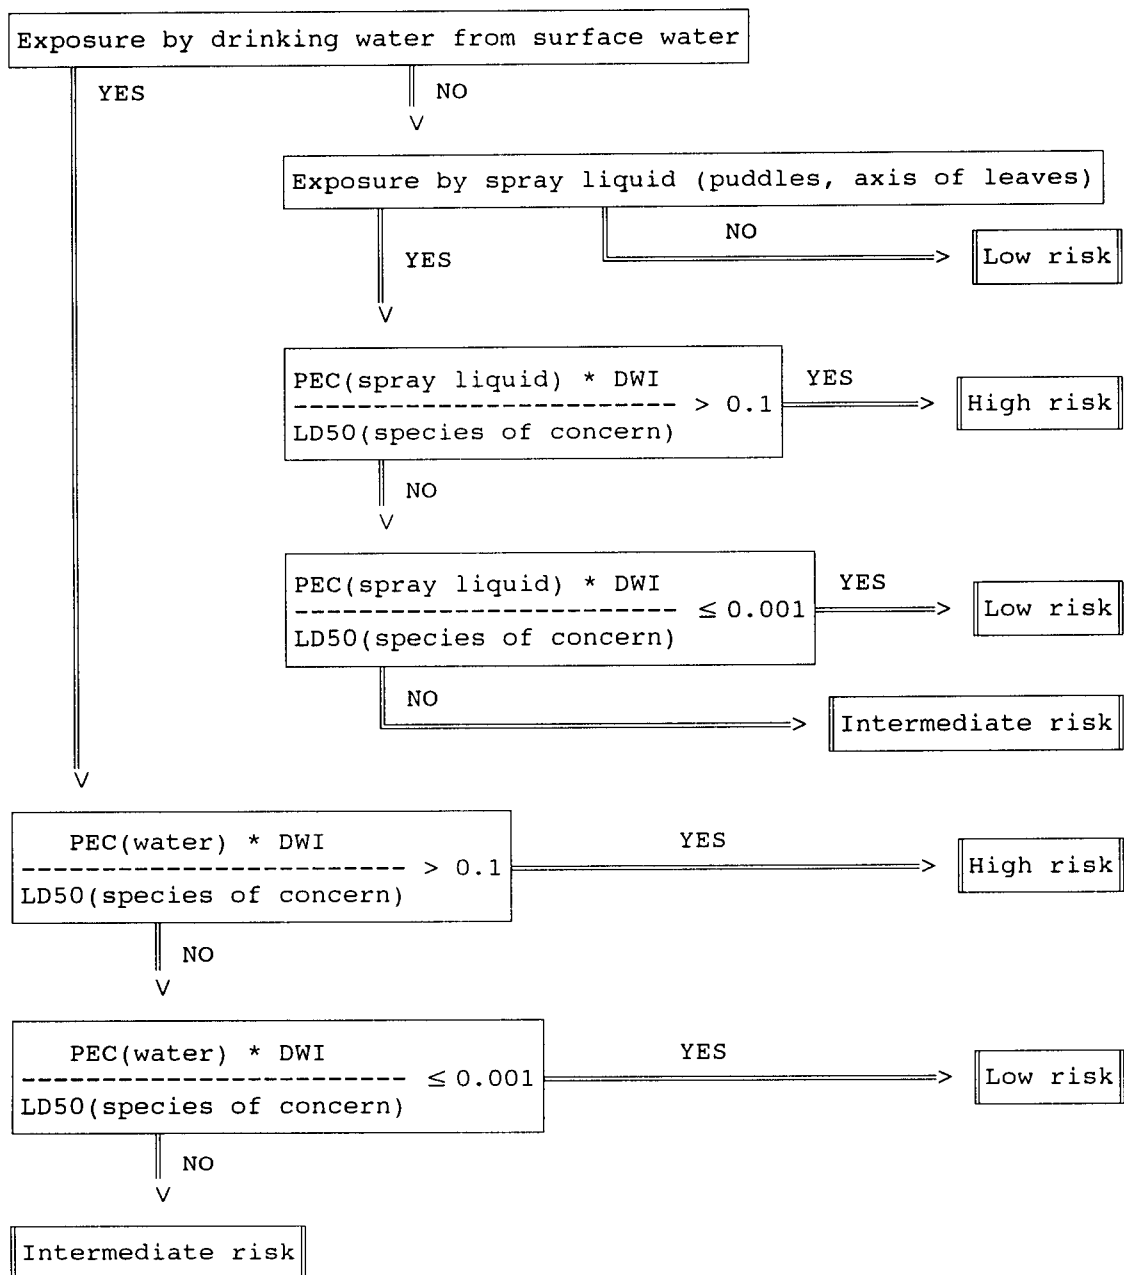 Exposure by drinking water from surface water
YES
NO
Exposure by spray liquid (puddles, axis of leaves)
NO
YES
Low risk
PEC(spray liquid) * DWI
------------------------ > 0.1
LD50(species of concern)
YES
High risk
NO
PEC(spray liquid) * DWI
------------------------ ≤ 0.001
LD50(species of concern)
YES
Low risk
NO
Intermediate risk
PEC(water) * DWI
------------------------ > 0.1
LD50(species of concern)
YES
High risk
NO
PEC(water) * DWI
------------------------ ≤ 0.001
LD50(species of concern)
YES
Low risk
NO
Intermediate risk